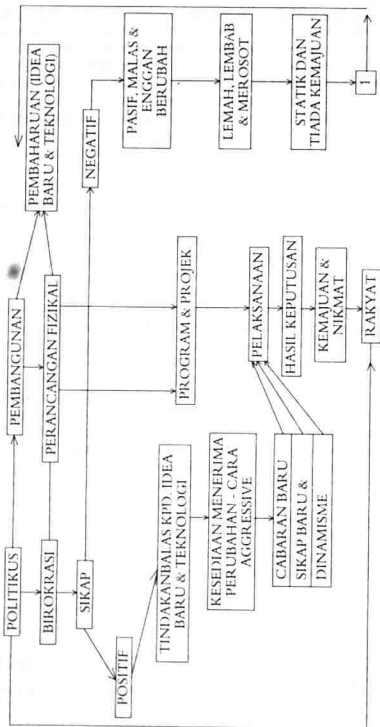 POLITIKUS
PEMBANGUNAN
PEMBAHARUAN (IDEA
BARU & TEKNOLOGI)
BIROKRASI
PERANCANGAN FIZIKAL
SIKAP
NEGATIF
POSITIF
TINDAKANBALAS KPD. IDEA
BARU & TEKNOLOGI
PROGRAM & PROJEK
PASIF, MALAS &
ENGGAN
BERUBAH
KESEDIAAN MENERIMA
PERUBAHAN - CARA
AGGRESSIVE
PELAKSANAAN
LEMAH, LEMBAB
& MEROSOT
CABARAN BARU
SIKAP BARU &
DINAMISME
HASIL KEPUTUSAN
STATIK DAN
TIADA KEMAJUAN
KEMAJUAN &
NIKMAT
1
RAKYAT